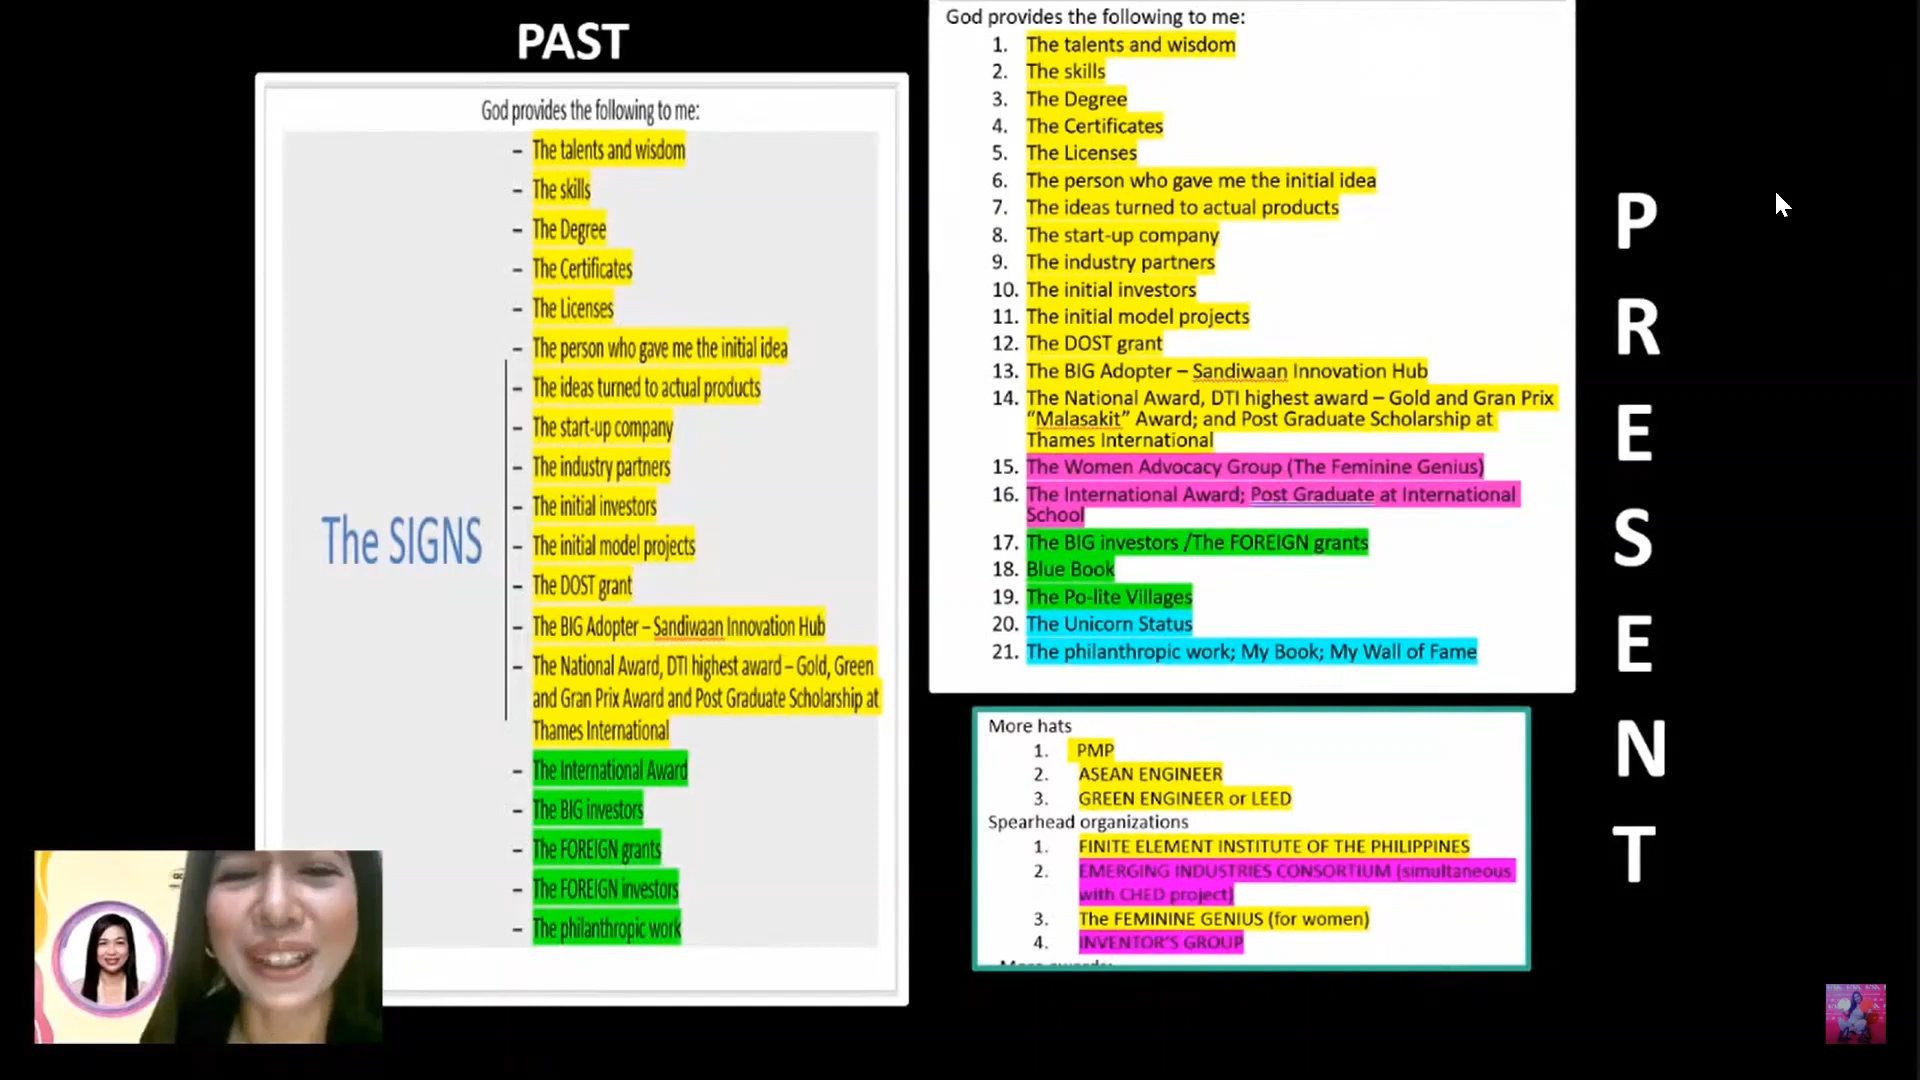 PAST
God provides the following to me:
The SIGNS
– The talents and wisdom
– The skills
– The Degree
– The Certificates
– The Licenses
– The person who gave me the initial idea
– The ideas turned to actual products
– The start-up company
– The industry partners
– The initial investors
– The initial model projects
– The DOST grant
– The BIG Adopter – Sandiwaan Innovation Hub
– The National Award, DTI highest award – Gold, Green
and Gran Prix Award and Post Graduate Scholarship at
Thames International
– The International Award
– The BIG investors
– The FOREIGN grants
– The FOREIGN investors
– The philanthropic work
God provides the following to me:
1. The talents and wisdom
2. The skills
3. The Degree
4. The Certificates
5. The Licenses
6. The person who gave me the initial idea
7. The ideas turned to actual products
8. The start-up company
9. The industry partners
10. The initial investors
11. The initial model projects
12. The DOST grant
13. The BIG Adopter – Sandiwaan Innovation Hub
14. The National Award, DTI highest award – Gold and Gran Prix
“Malasakit” Award; and Post Graduate Scholarship at
Thames International
15. The Women Advocacy Group (The Feminine Genius)
16. The International Award; Post Graduate at International
School
17. The BIG investors /The FOREIGN grants
18. Blue Book
19. The Po-lite Villages
20. The Unicorn Status
21. The philanthropic work; My Book; My Wall of Fame
More hats
1. PMP
2. ASEAN ENGINEER
3. GREEN ENGINEER or LEED
Spearhead organizations
1. FINITE ELEMENT INSTITUTE OF THE PHILIPPINES
2. EMERGING INDUSTRIES CONSORTIUM (simultaneous
with CHED project)
3. The FEMININE GENIUS (for women)
4. INVENTOR'S GROUP
PRESENT